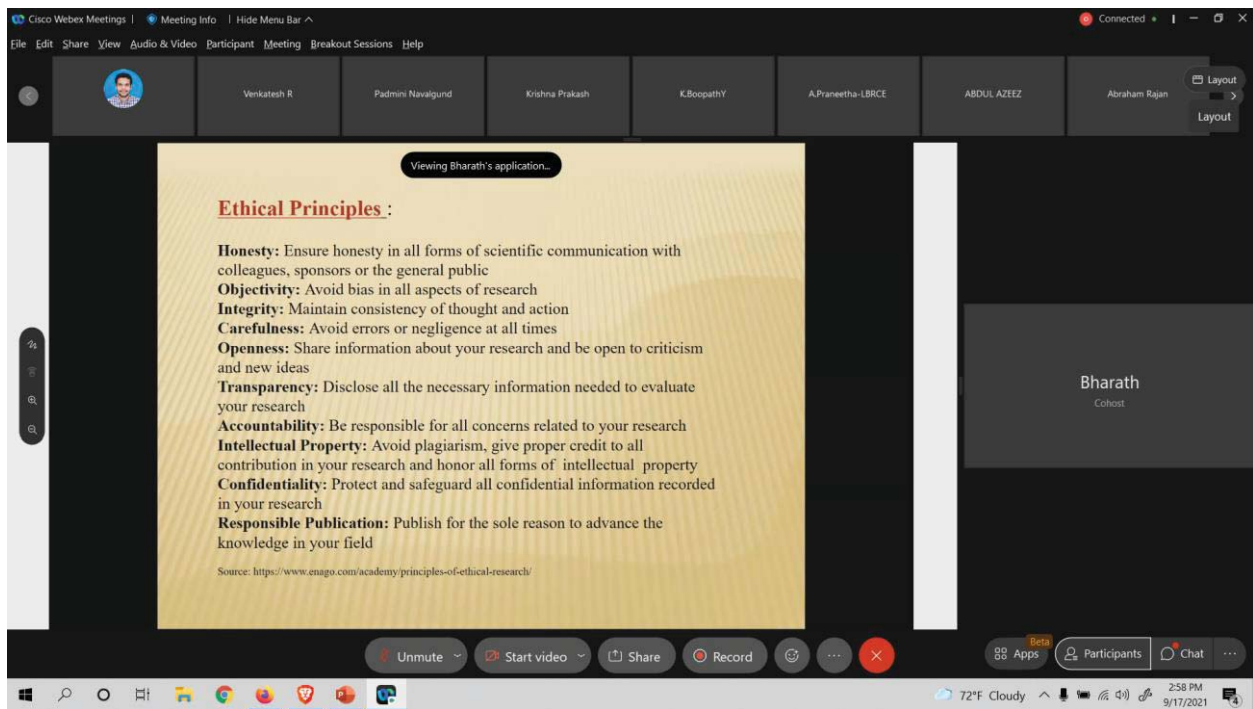 Cisco Webex Meetings | Meeting Info | Hide Menu Bar
Connected
File Edit Share View Audio & Video Participant Meeting Breakout Sessions Help
Venkatesh R
Padmini Navalgund
Krishna Prakash
K.BoopathY
A.Praneetha-LBRCE
ABDUL AZEEZ
Abraham Rajan
Layout
Layout
Viewing Bharath's application...
Ethical Principles :
Honesty: Ensure honesty in all forms of scientific communication with
colleagues, sponsors or the general public
Objectivity: Avoid bias in all aspects of research
Integrity: Maintain consistency of thought and action
Carefulness: Avoid errors or negligence at all times
Openness: Share information about your research and be open to criticism
and new ideas
Transparency: Disclose all the necessary information needed to evaluate
your research
Accountability: Be responsible for all concerns related to your research
Intellectual Property: Avoid plagiarism, give proper credit to all
contribution in your research and honor all forms of intellectual property
Confidentiality: Protect and safeguard all confidential information recorded
in your research
Responsible Publication: Publish for the sole reason to advance the
knowledge in your field
Source: https://www.enago.com/academy/principles-of-ethical-research/
Bharath
Cohost
Unmute Start video Share Record
Beta
Apps Participants Chat
72°F Cloudy
2:58 PM
9/17/2021
4